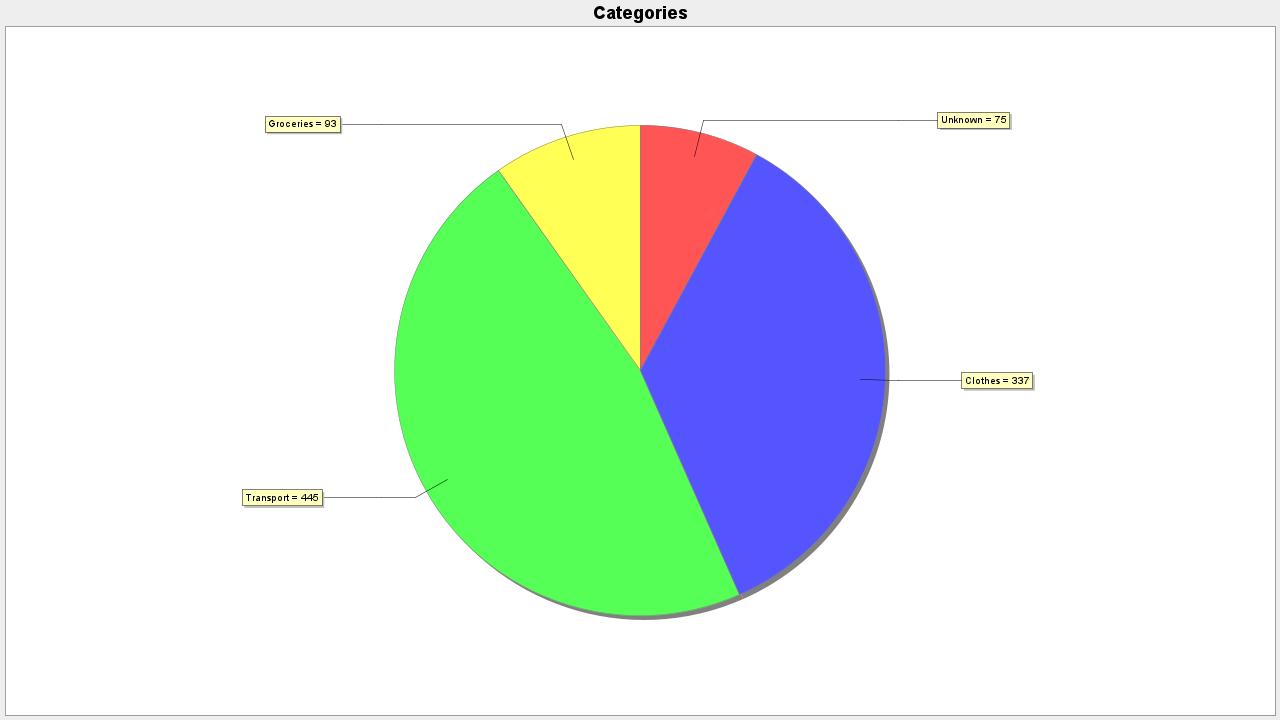 Categories
Groceries = 93
Unknown = 75
Clothes = 337
Transport = 445